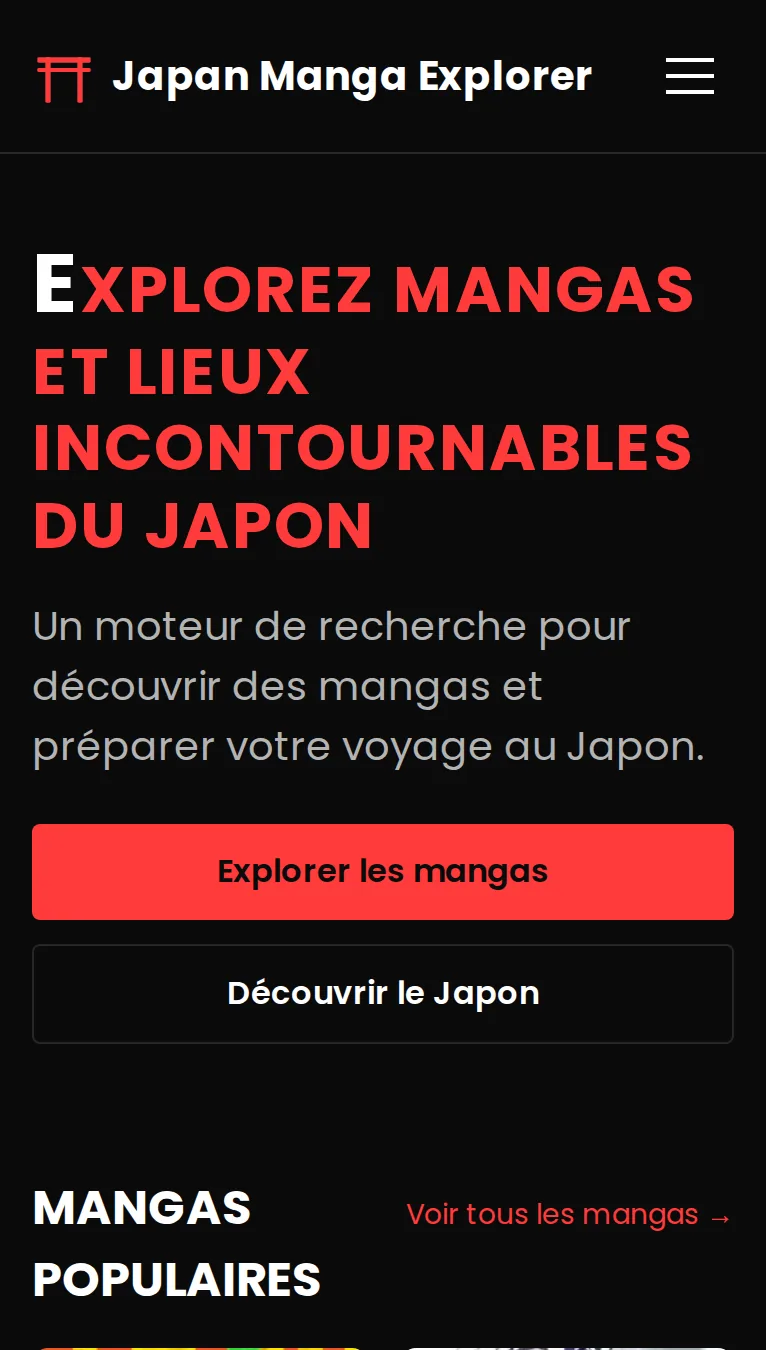 Japan Manga Explorer
EXPLOREZ MANGAS
ET LIEUX
INCONTOURNABLES
DU JAPON
Un moteur de recherche pour
découvrir des mangas et
préparer votre voyage au Japon.
Explorer les mangas
Découvrir le Japon
MANGAS
POPULAIRES
Voir tous les mangas →